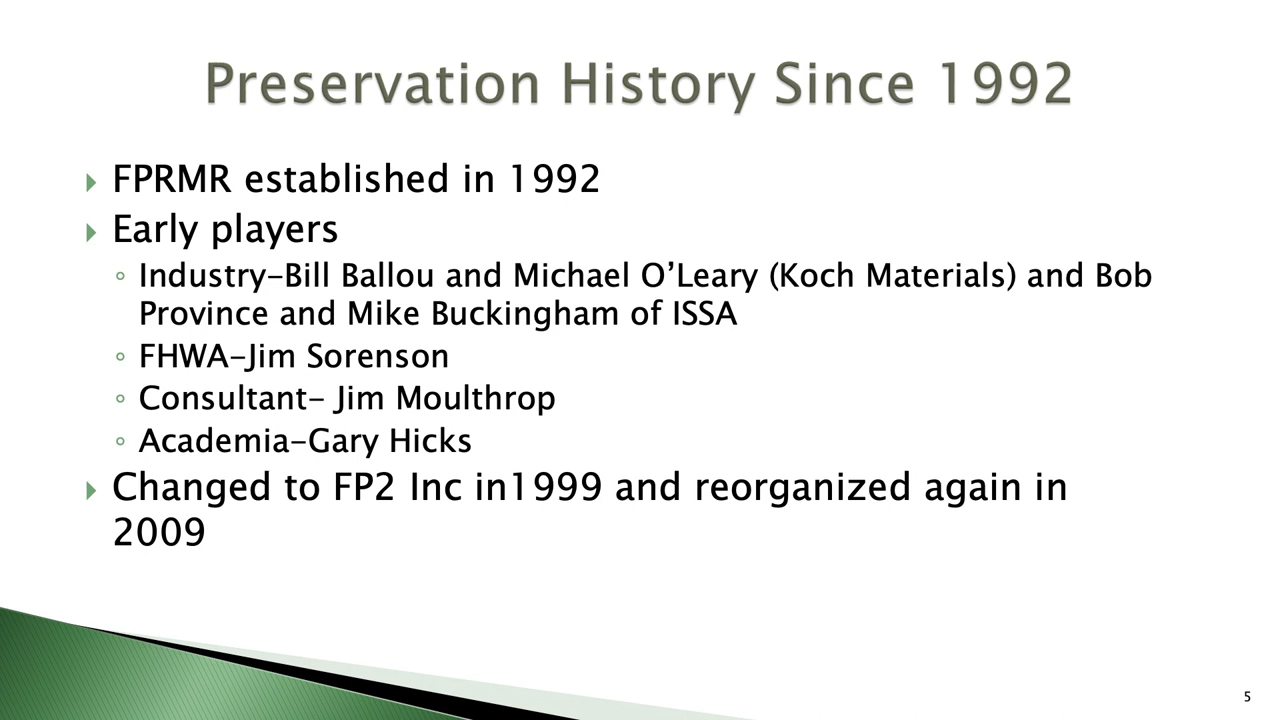 Preservation History Since 1992
FPRMR established in 1992
Early players
Industry-Bill Ballou and Michael O’Leary (Koch Materials) and Bob
Province and Mike Buckingham of ISSA
FHWA-Jim Sorenson
Consultant- Jim Moulthrop
Academia-Gary Hicks
Changed to FP2 Inc in1999 and reorganized again in
2009
5